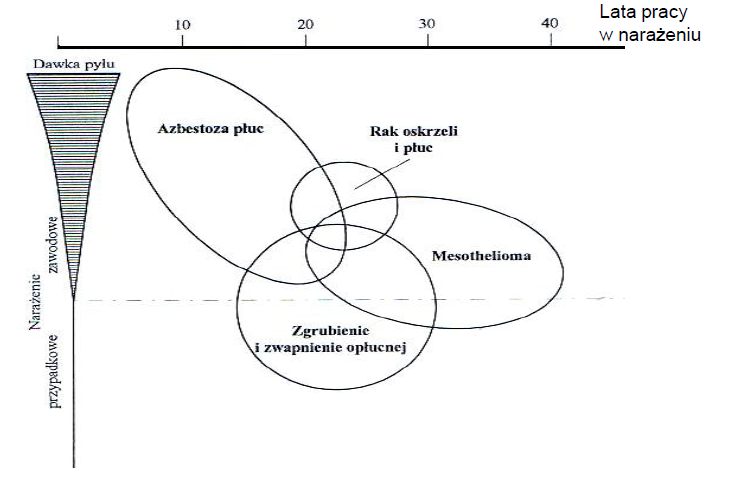 10
20
30
40
Lata pracy
w narażeniu
Dawka pyłu
Azbestoza płuc
Rak oskrzeli
i płuc
Mesothelioma
Zgrubienie
i zwapnienie opłucnej
Narażenie
zawodowe
przypadkowe